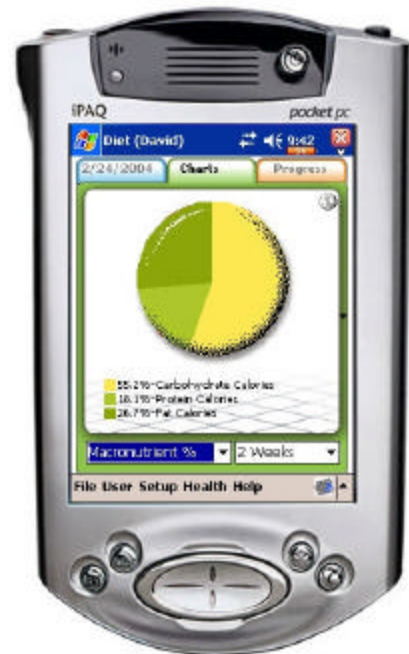 iPAQ pocket pc
Diet (David) 9:42
2/24/2004 Charts Progress
55.2%-Carbohydrate Calories
18.1%-Protein Calories
26.7%-Fat Calories
Macronutrient % 2 Weeks
File User Setup Health Help